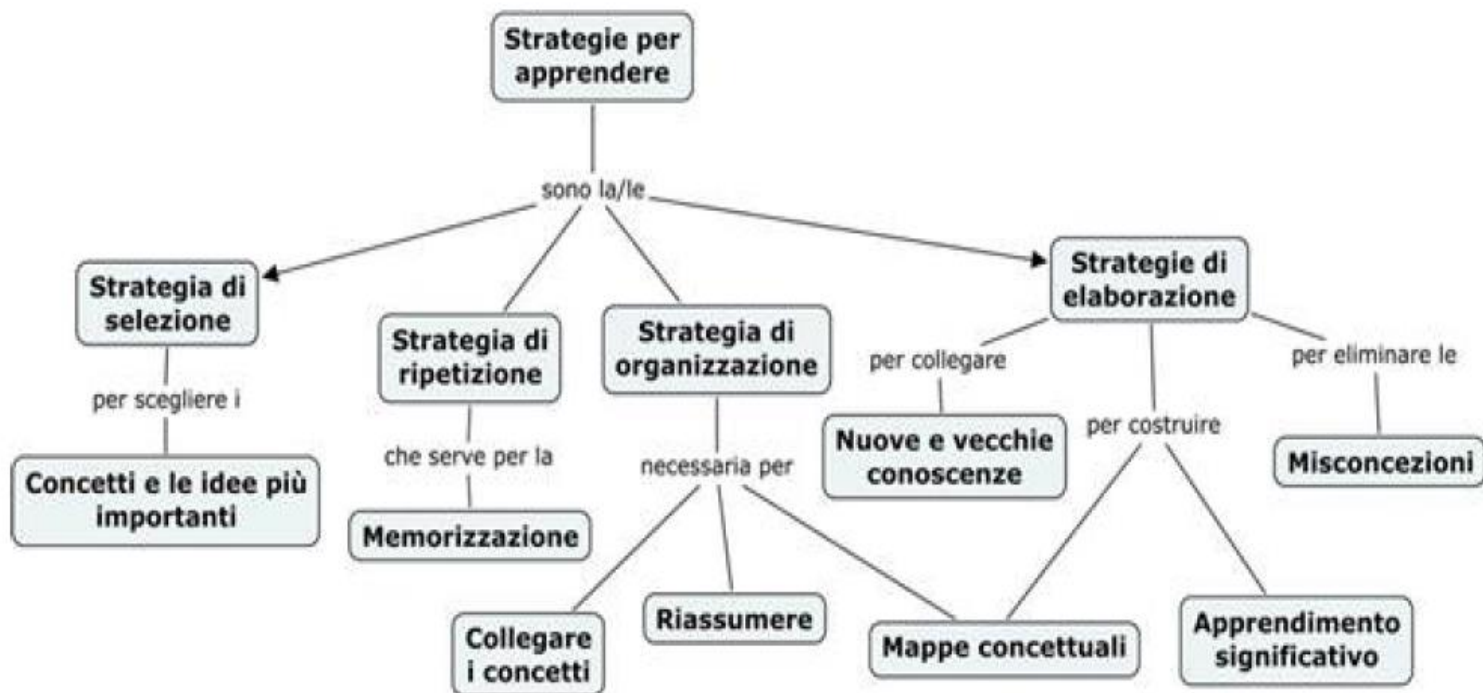 Strategie per
apprendere
sono la/le
Strategia di
selezione
Strategia di
ripetizione
Strategia di
organizzazione
Strategie di
elaborazione
per scegliere i
che serve per la
necessaria per
per collegare
per costruire
per eliminare le
Concetti e le idee più
importanti
Memorizzazione
Nuove e vecchie
conoscenze
Misconcezioni
Collegare
i concetti
Riassumere
Mappe concettuali
Apprendimento
significativo